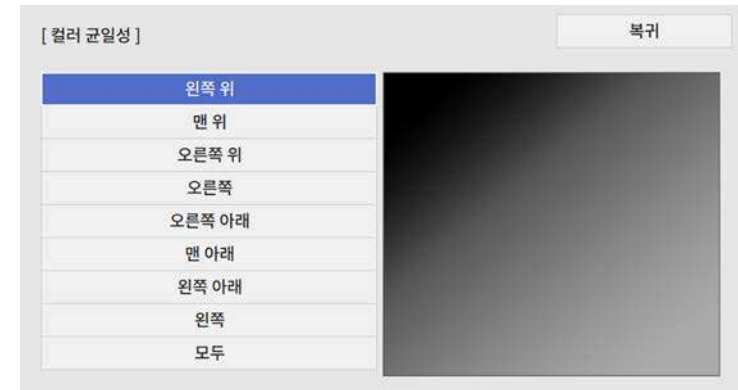 [ 컬러 균일성 ]
복귀
왼쪽 위
맨 위
오른쪽 위
오른쪽
오른쪽 아래
맨 아래
왼쪽 아래
왼쪽
모두